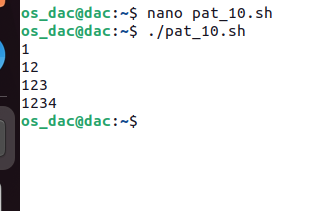 os_dac@dac:~$ nano pat_10.sh
os_dac@dac:~$ ./pat_10.sh
1
12
123
1234
os_dac@dac:~$